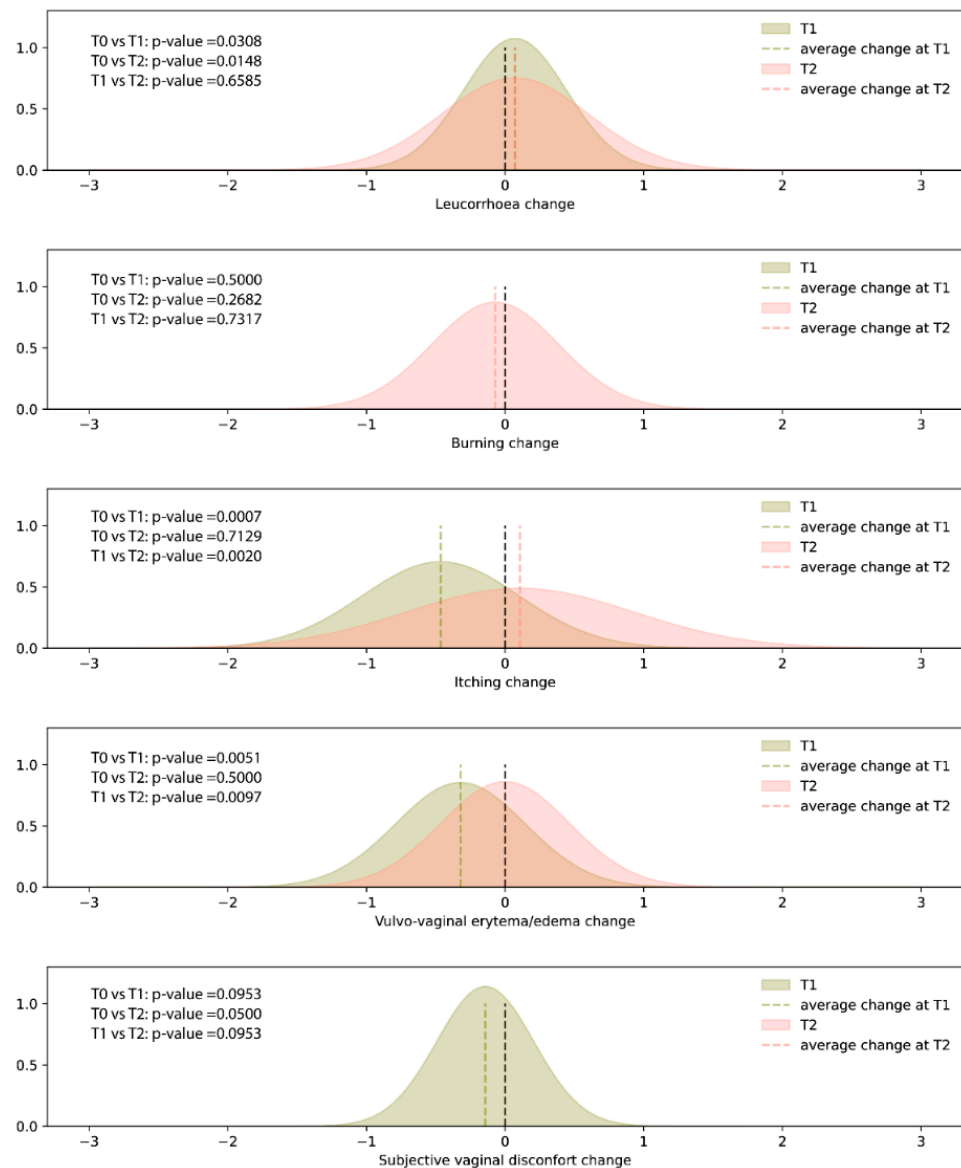 T0 vs T1: p-value =0.0308
T0 vs T2: p-value =0.0148
T1 vs T2: p-value =0.6585
T1
average change at T1
T2
average change at T2
1.0
0.5
0.0
−3 −2 −1 0 1 2 3
Leucorrhoea change
T0 vs T1: p-value =0.5000
T0 vs T2: p-value =0.2682
T1 vs T2: p-value =0.7317
T1
average change at T1
T2
average change at T2
1.0
0.5
0.0
−3 −2 −1 0 1 2 3
Burning change
T0 vs T1: p-value =0.0007
T0 vs T2: p-value =0.7129
T1 vs T2: p-value =0.0020
T1
average change at T1
T2
average change at T2
1.0
0.5
0.0
−3 −2 −1 0 1 2 3
Itching change
T0 vs T1: p-value =0.0051
T0 vs T2: p-value =0.5000
T1 vs T2: p-value =0.0097
T1
average change at T1
T2
average change at T2
1.0
0.5
0.0
−3 −2 −1 0 1 2 3
Vulvo-vaginal erytema/edema change
T0 vs T1: p-value =0.0953
T0 vs T2: p-value =0.0500
T1 vs T2: p-value =0.0953
T1
average change at T1
T2
average change at T2
1.0
0.5
0.0
−3 −2 −1 0 1 2 3
Subjective vaginal disconfort change